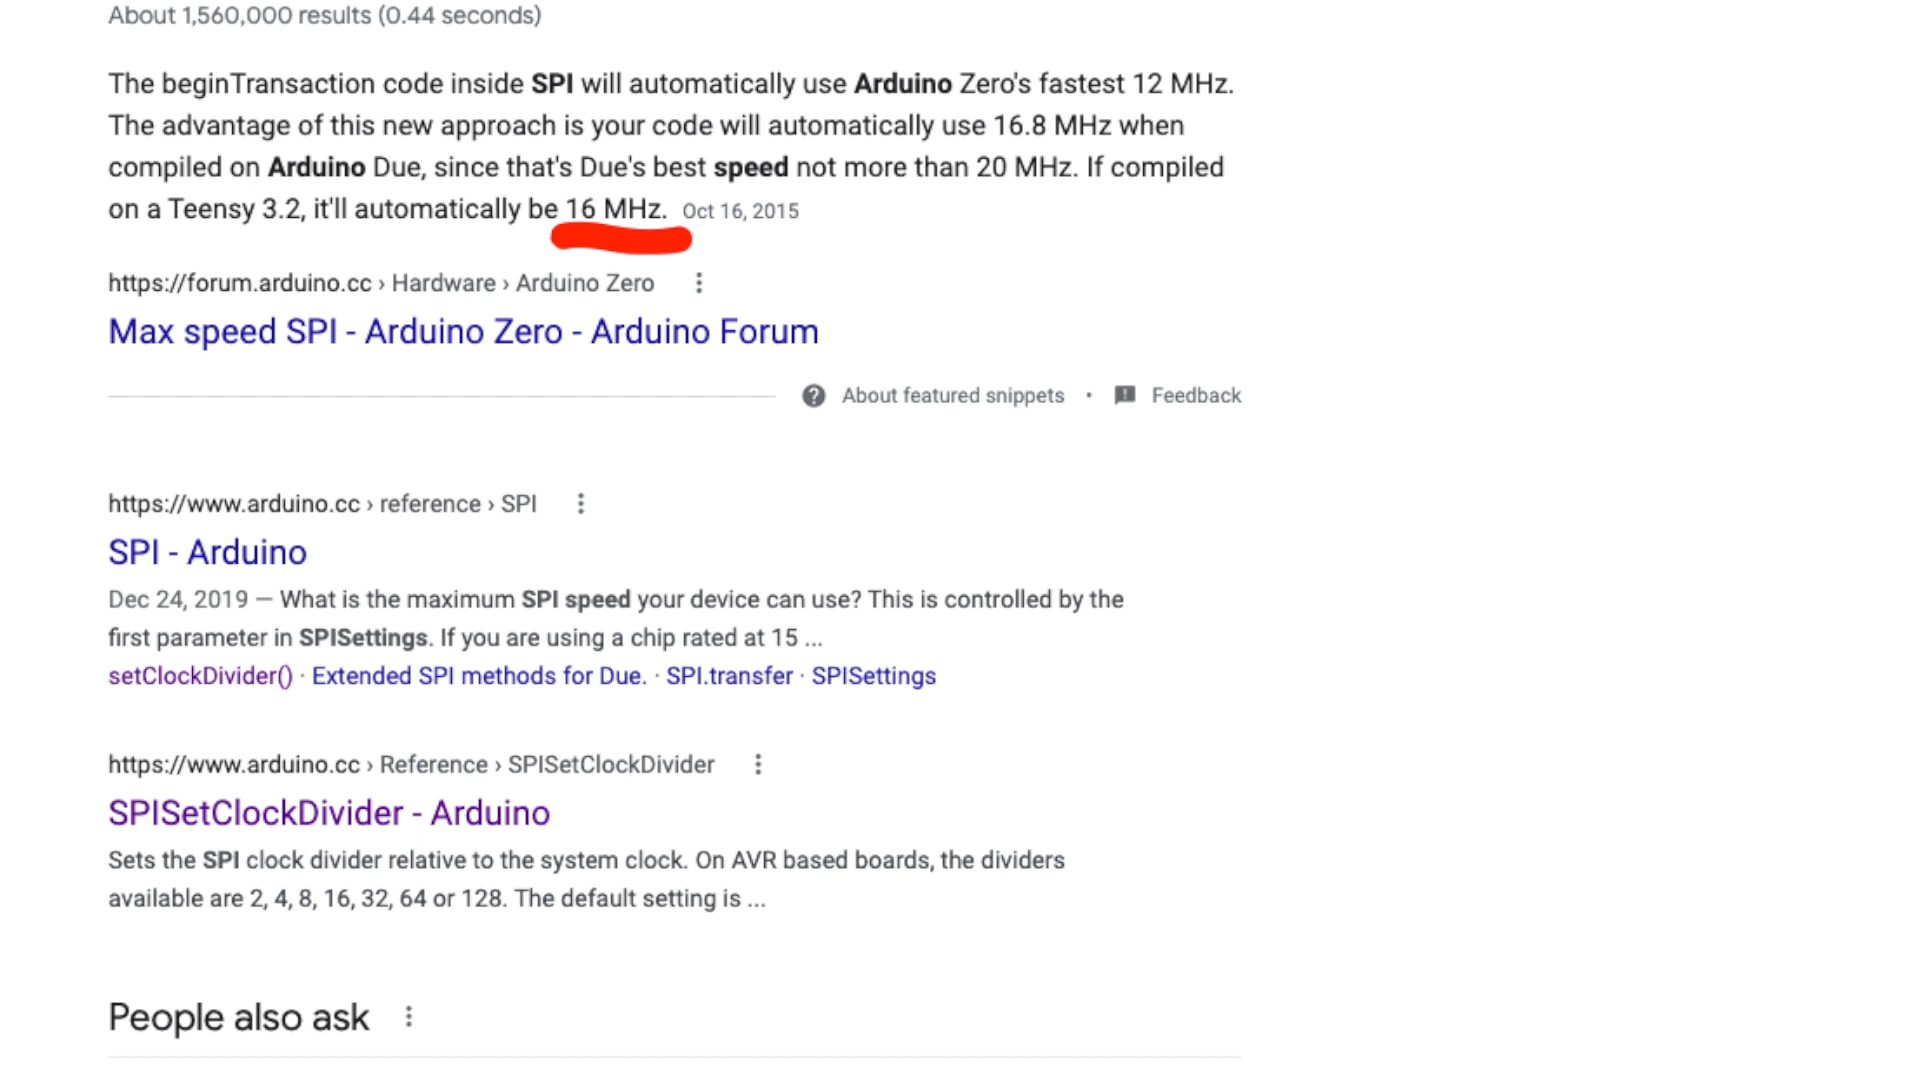 About 1,560,000 results (0.44 seconds)
The beginTransaction code inside SPI will automatically use Arduino Zero's fastest 12 MHz.
The advantage of this new approach is your code will automatically use 16.8 MHz when
compiled on Arduino Due, since that's Due's best speed not more than 20 MHz. If compiled
on a Teensy 3.2, it'll automatically be 16 MHz. Oct 16, 2015
https://forum.arduino.cc › Hardware › Arduino Zero
Max speed SPI - Arduino Zero - Arduino Forum
About featured snippets • Feedback
https://www.arduino.cc › reference › SPI
SPI - Arduino
Dec 24, 2019 — What is the maximum SPI speed your device can use? This is controlled by the
first parameter in SPISettings. If you are using a chip rated at 15 ...
setClockDivider() · Extended SPI methods for Due. · SPI.transfer · SPISettings
https://www.arduino.cc › Reference › SPISetClockDivider
SPISetClockDivider - Arduino
Sets the SPI clock divider relative to the system clock. On AVR based boards, the dividers
available are 2, 4, 8, 16, 32, 64 or 128. The default setting is ...
People also ask